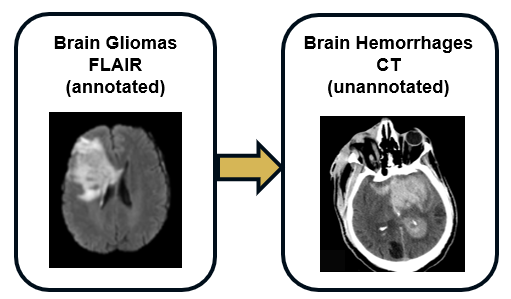 Brain Gliomas
FLAIR
(annotated)
Brain Hemorrhages
CT
(unannotated)